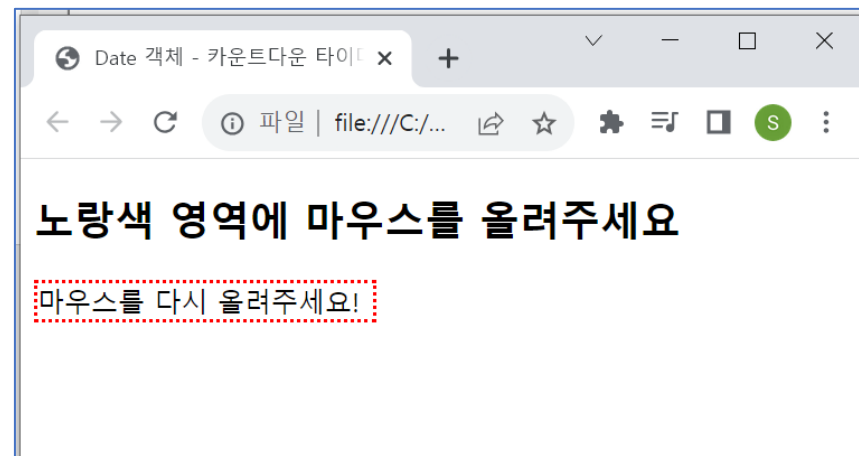 Date 객체 - 카운트다운 타이
파일 | file:///C:/...
S
노랑색 영역에 마우스를 올려주세요
마우스를 다시 올려주세요!